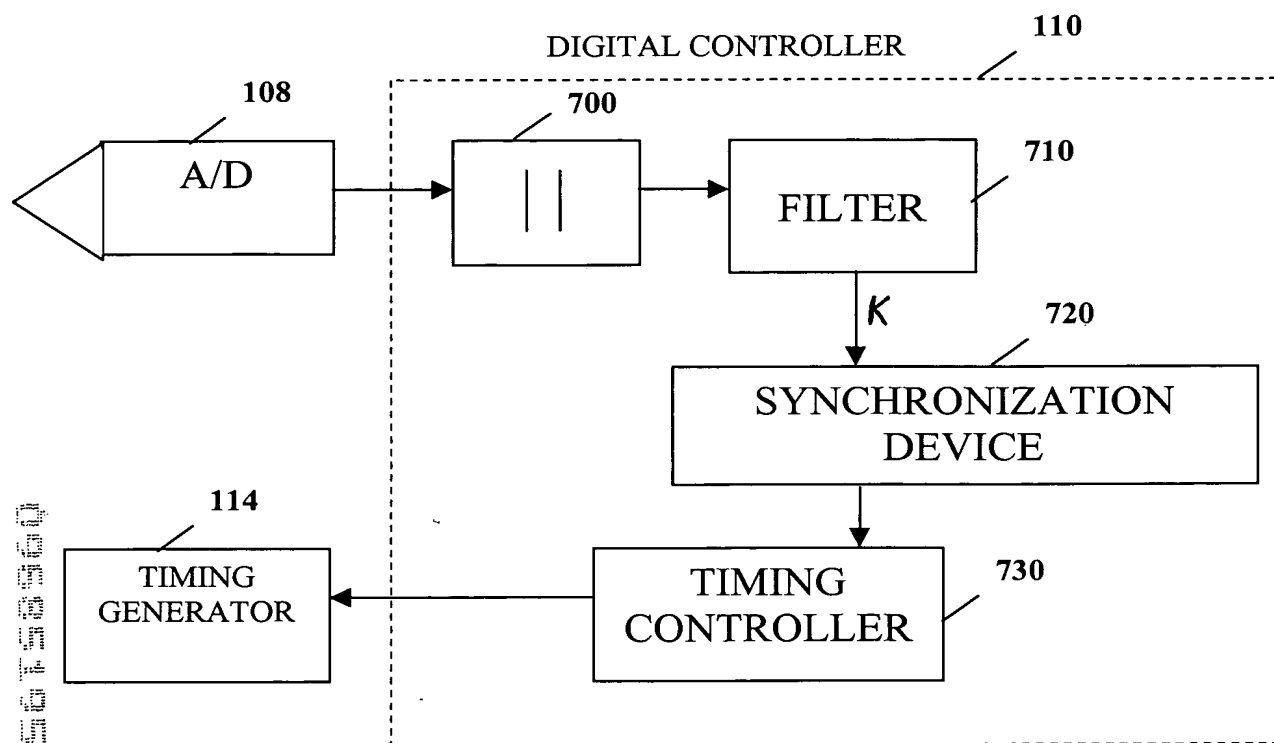 110
DIGITAL CONTROLLER
108
700
A/D
710
| |
FILTER
K
720
SYNCHRONIZATION
DEVICE
114
730
TIMING
GENERATOR
TIMING
CONTROLLER